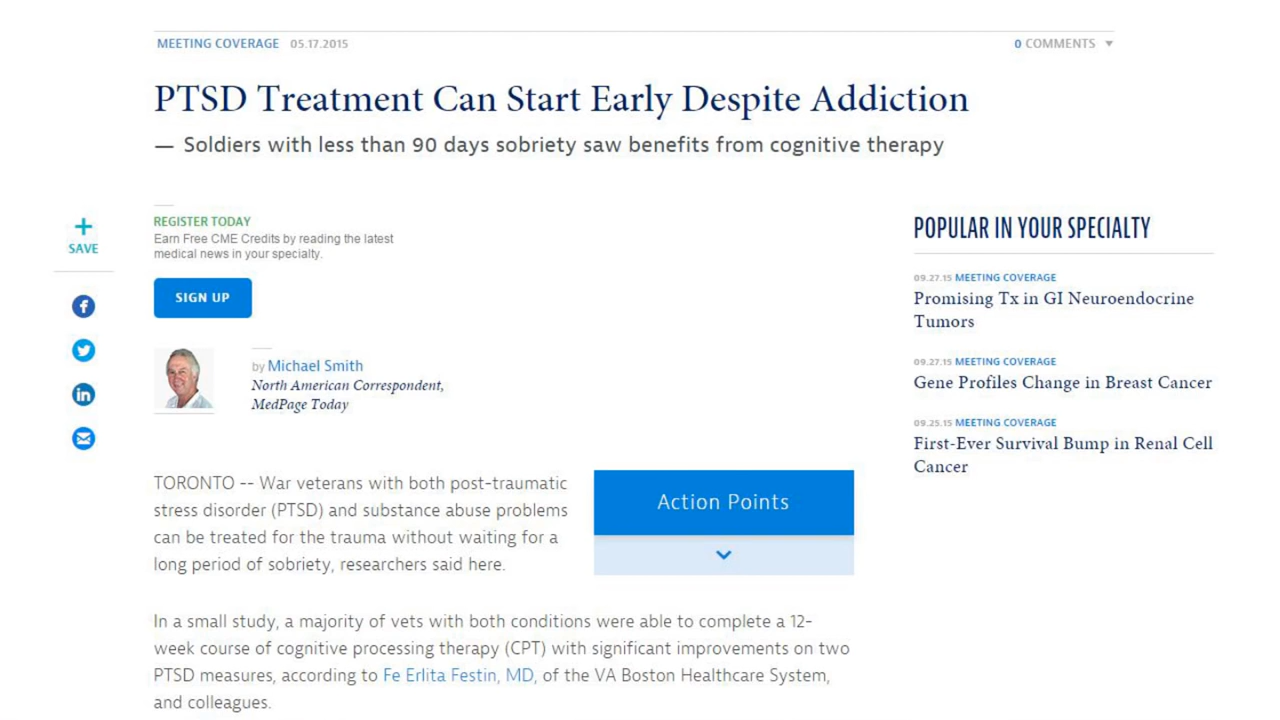 MEETING COVERAGE 05.17.2015
0 COMMENTS
PTSD Treatment Can Start Early Despite Addiction
— Soldiers with less than 90 days sobriety saw benefits from cognitive therapy
SAVE
REGISTER TODAY
Earn Free CME Credits by reading the latest
medical news in your specialty.
SIGN UP
by Michael Smith
North American Correspondent,
MedPage Today
TORONTO -- War veterans with both post-traumatic
stress disorder (PTSD) and substance abuse problems
can be treated for the trauma without waiting for a
long period of sobriety, researchers said here.
Action Points
In a small study, a majority of vets with both conditions were able to complete a 12-
week course of cognitive processing therapy (CPT) with significant improvements on two
PTSD measures, according to Fe Erlita Festin, MD, of the VA Boston Healthcare System,
and colleagues.
POPULAR IN YOUR SPECIALTY
09.27.15 MEETING COVERAGE
Promising Tx in GI Neuroendocrine
Tumors
09.27.15 MEETING COVERAGE
Gene Profiles Change in Breast Cancer
09.25.15 MEETING COVERAGE
First-Ever Survival Bump in Renal Cell
Cancer